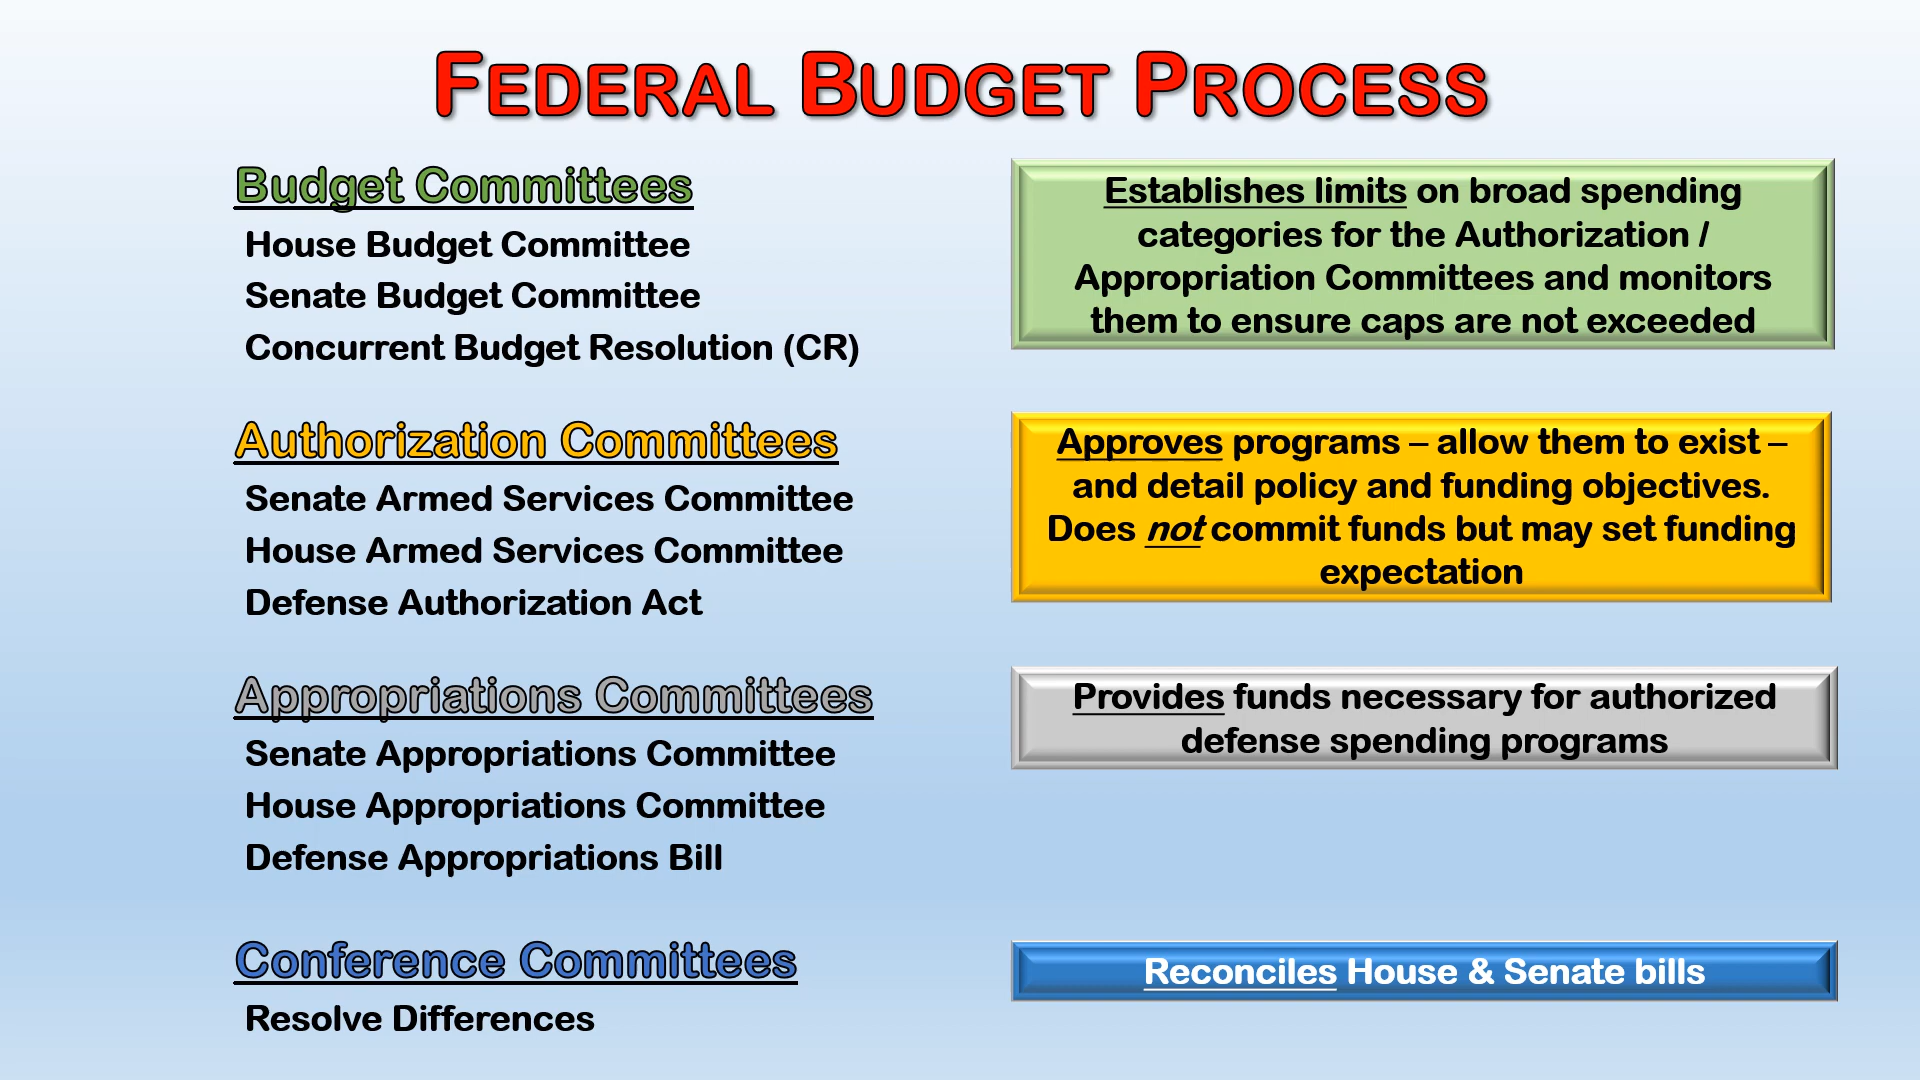 FEDERAL BUDGET PROCESS
Budget Committees
House Budget Committee
Senate Budget Committee
Concurrent Budget Resolution (CR)
Establishes limits on broad spending
categories for the Authorization /
Appropriation Committees and monitors
them to ensure caps are not exceeded
Authorization Committees
Senate Armed Services Committee
House Armed Services Committee
Defense Authorization Act
Approves programs – allow them to exist –
and detail policy and funding objectives.
Does not commit funds but may set funding
expectation
Appropriations Committees
Senate Appropriations Committee
House Appropriations Committee
Defense Appropriations Bill
Provides funds necessary for authorized
defense spending programs
Conference Committees
Resolve Differences
Reconciles House & Senate bills